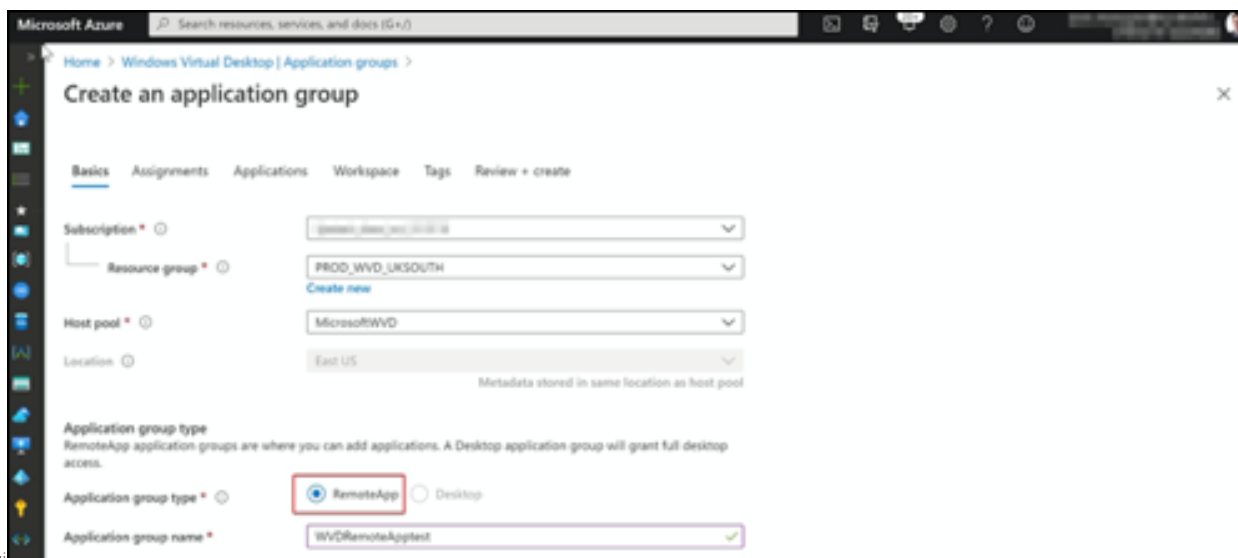 Microsoft Azure
Search resources, services, and docs (G+/)
Home > Windows Virtual Desktop | Application groups >
Create an application group
Basics Assignments Applications Workspace Tags Review + create
Subscription *
Resource group * PROD_WVD_UKSOUTH
Create new
Host pool * MicrosoftWVD
Location East US
Metadata stored in same location as host pool
Application group type
RemoteApp application groups are where you can add applications. A Desktop application group will grant full desktop
access.
Application group type * RemoteApp Desktop
Application group name * WVDRemoteApptest